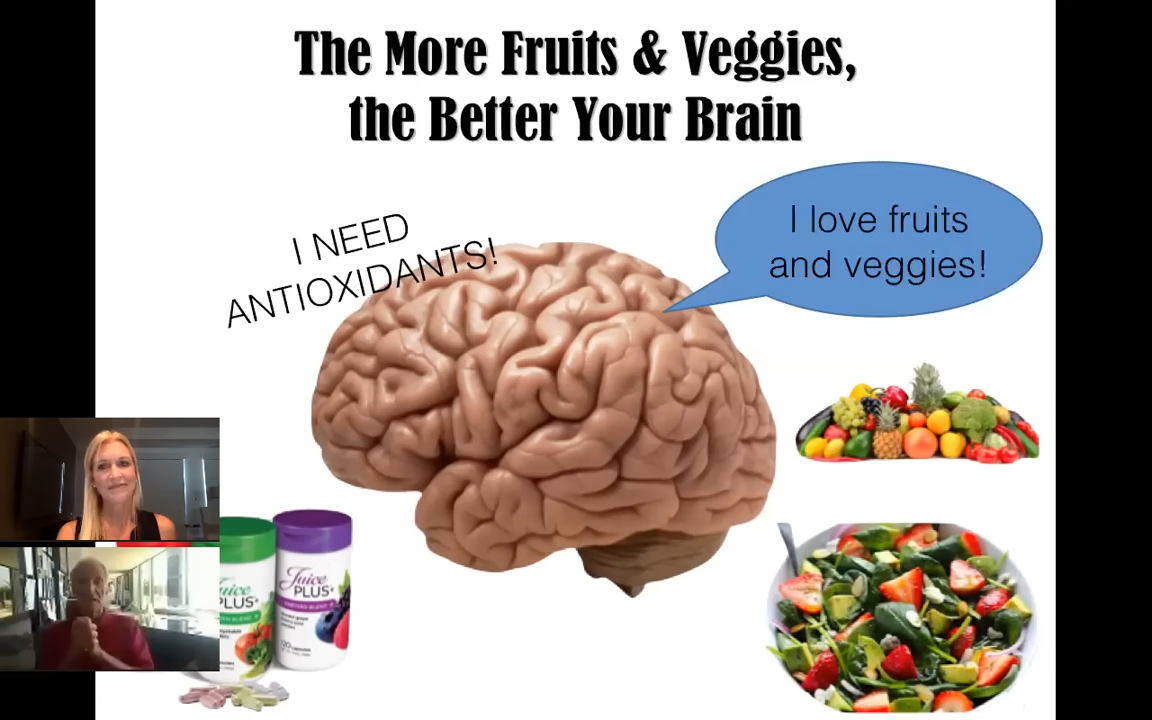 The More Fruits & Veggies,
the Better Your Brain
I NEED
ANTIOXIDANTS!
I love fruits
and veggies!
Juice
PLUS+
Juice
PLUS+